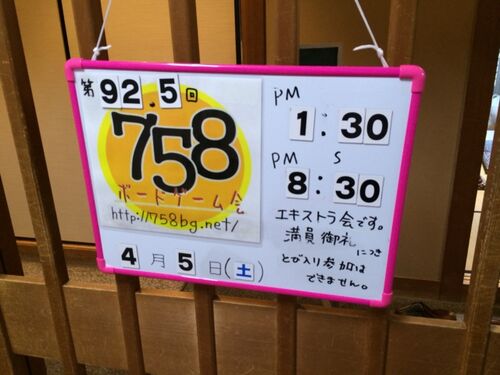 第92.5回
758
ボードゲーム会
http://758bg.net/
4月5日(土)
PM
1:30
PM S
8:30
エキストラ会です。
満員御礼につき
とび入り参加は
できません。